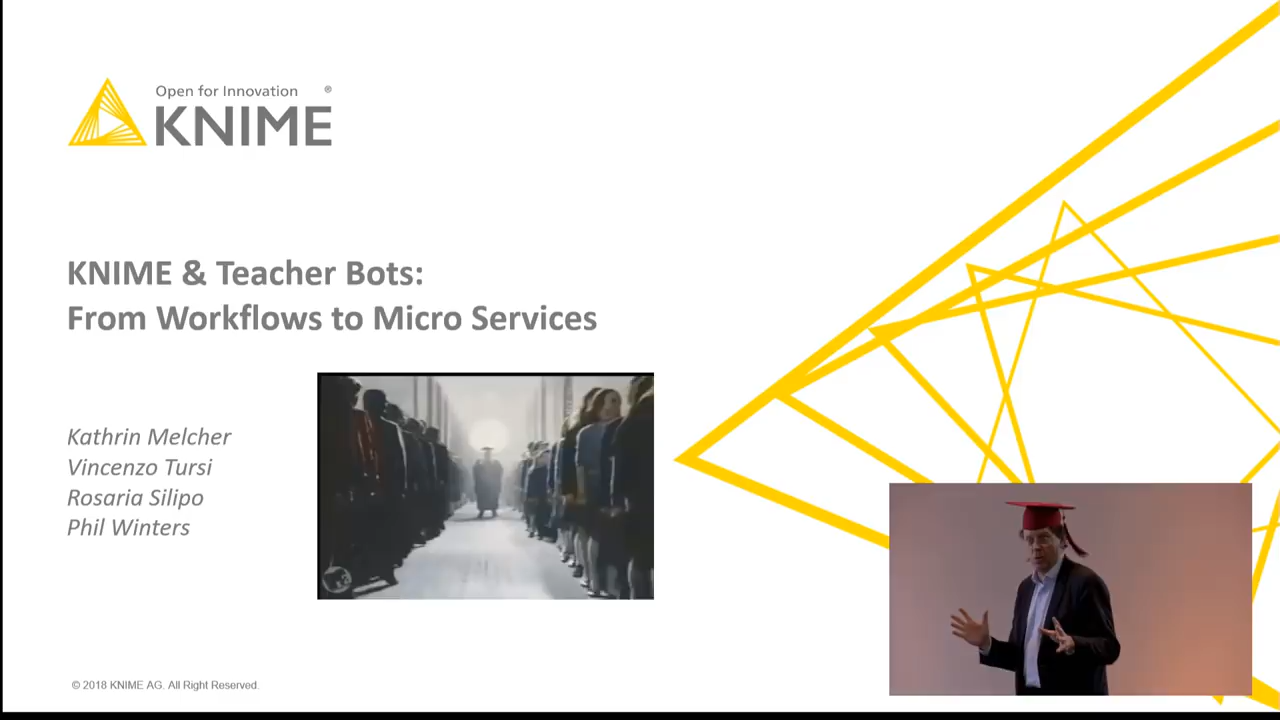 Open for Innovation ®
KNIME
KNIME & Teacher Bots:
From Workflows to Micro Services
Kathrin Melcher
Vincenzo Tursi
Rosaria Silipo
Phil Winters
© 2018 KNIME AG. All Right Reserved.